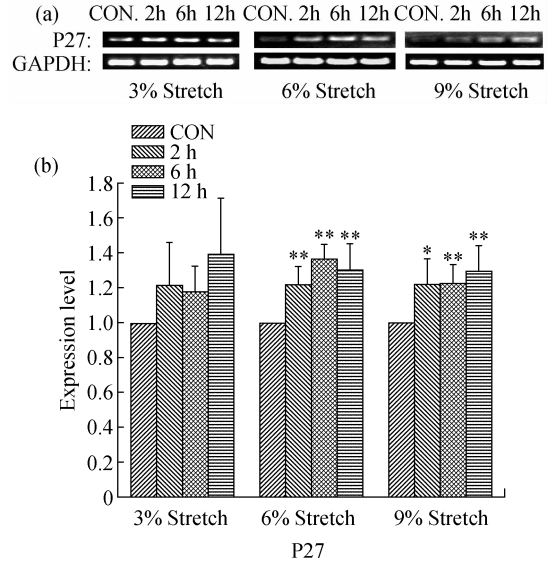 (a) CON. 2h 6h 12h CON. 2h 6h 12h CON. 2h 6h 12h
P27:
GAPDH:
3% Stretch 6% Stretch 9% Stretch
(b)
CON
2 h
6 h
12 h
Expression level
1.8
1.6
1.4
1.2
1.0
0.8
0.6
0.4
0.2
0
** ** ** * ** **
3% Stretch 6% Stretch 9% Stretch
P27